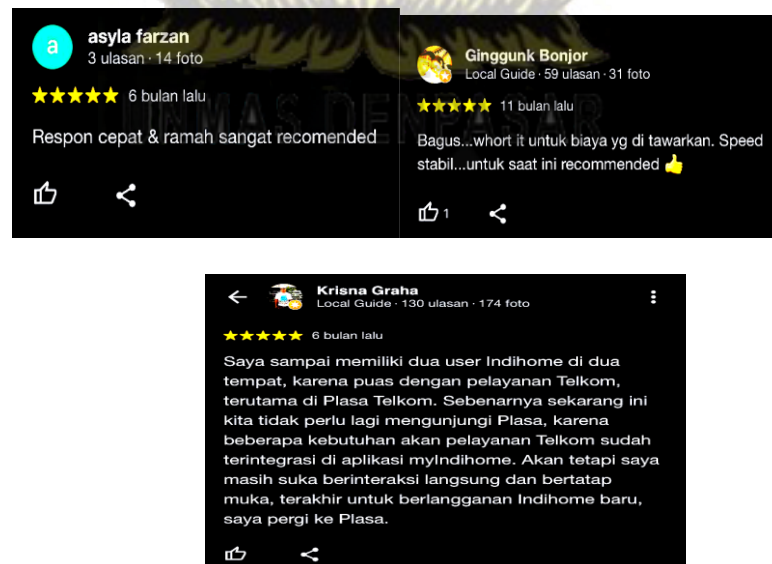 a
asyla farzan
3 ulasan · 14 foto
6 bulan lalu
Respon cepat & ramah sangat recomended
Ginggunk Bonjor
Local Guide · 59 ulasan · 31 foto
11 bulan lalu
Bagus...whort it untuk biaya yg di tawarkan. Speed
stabil...untuk saat ini recommended 👍
1
UNMAS DENPASAR
Krisna Graha
Local Guide · 130 ulasan · 174 foto
6 bulan lalu
Saya sampai memiliki dua user Indihome di dua
tempat, karena puas dengan pelayanan Telkom,
terutama di Plasa Telkom. Sebenarnya sekarang ini
kita tidak perlu lagi mengunjungi Plasa, karena
beberapa kebutuhan akan pelayanan Telkom sudah
terintegrasi di aplikasi myIndihome. Akan tetapi saya
masih suka berinteraksi langsung dan bertatap
muka, terakhir untuk berlangganan Indihome baru,
saya pergi ke Plasa.